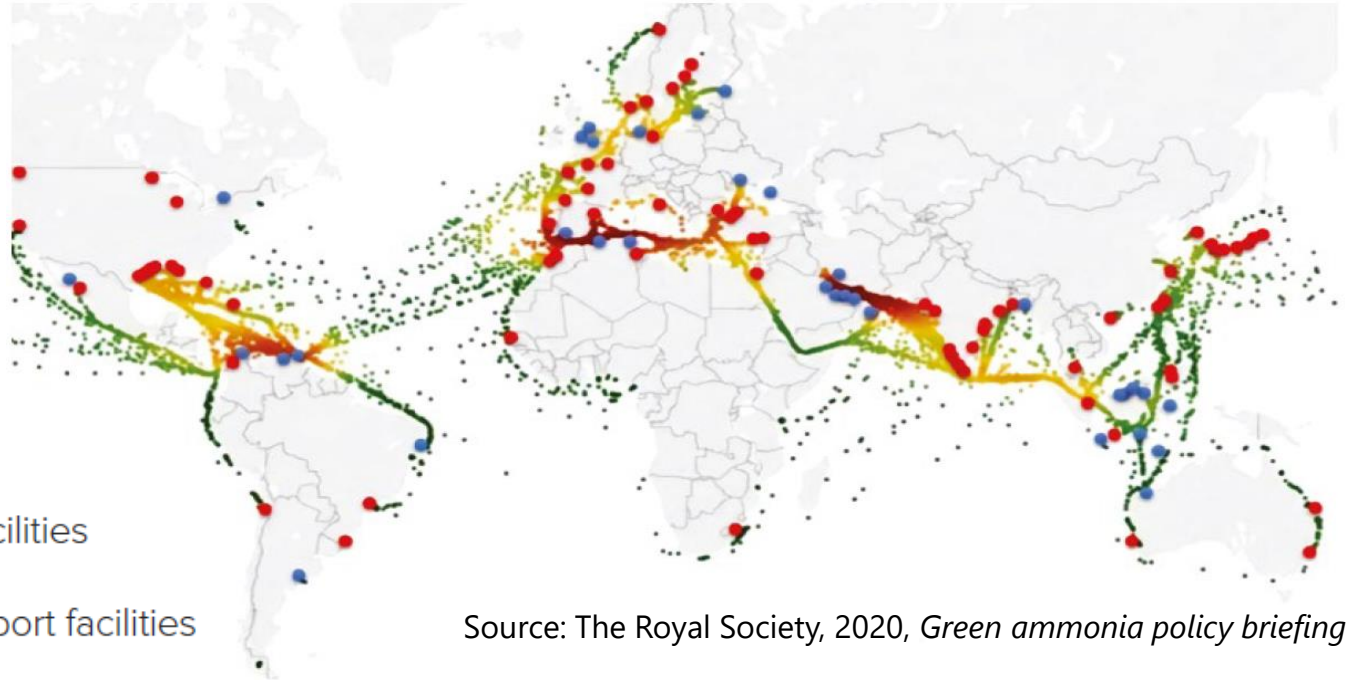 cilities
port facilities
Source: The Royal Society, 2020, Green ammonia policy briefing